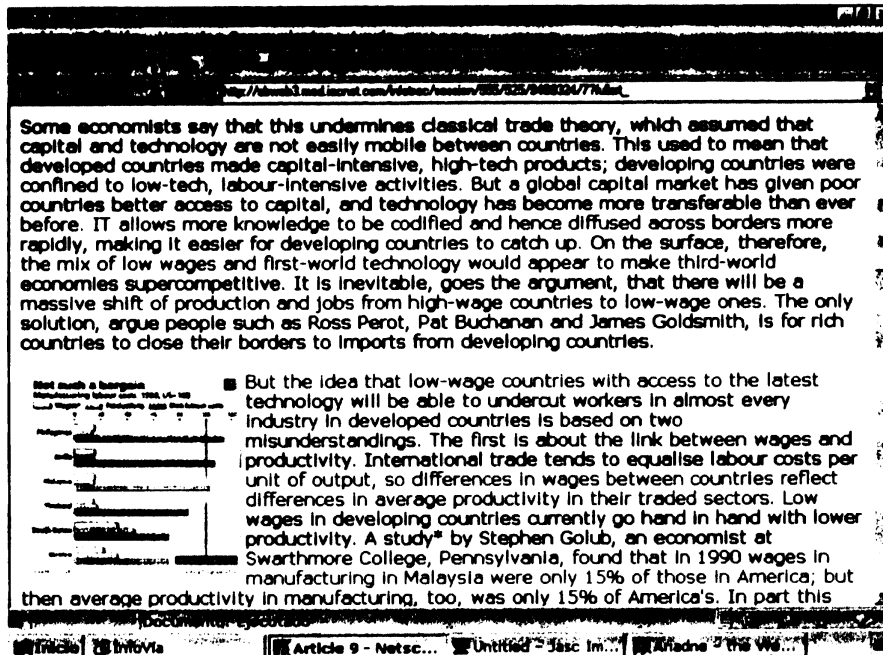 Some economists say that this undermines classical trade theory, which assumed that
capital and technology are not easily mobile between countries. This used to mean that
developed countries made capital-intensive, high-tech products; developing countries were
confined to low-tech, labour-intensive activities. But a global capital market has given poor
countries better access to capital, and technology has become more transferable than ever
before. IT allows more knowledge to be codified and hence diffused across borders more
rapidly, making it easier for developing countries to catch up. On the surface, therefore,
the mix of low wages and first-world technology would appear to make third-world
economies supercompetitive. It is inevitable, goes the argument, that there will be a
massive shift of production and jobs from high-wage countries to low-wage ones. The only
solution, argue people such as Ross Perot, Pat Buchanan and James Goldsmith, is for rich
countries to close their borders to imports from developing countries.
Not such a bargain
But the idea that low-wage countries with access to the latest
technology will be able to undercut workers in almost every
industry in developed countries is based on two
misunderstandings. The first is about the link between wages and
productivity. International trade tends to equalise labour costs per
unit of output, so differences in wages between countries reflect
differences in average productivity in their traded sectors. Low
wages in developing countries currently go hand in hand with lower
productivity. A study* by Stephen Golub, an economist at
Swarthmore College, Pennsylvania, found that in 1990 wages in
manufacturing in Malaysia were only 15% of those in America; but
then average productivity in manufacturing, too, was only 15% of America's. In part this
Inicio InfoVia Article 9 - Netsc... Untitled - Jasc Im... Ariadne - the We...